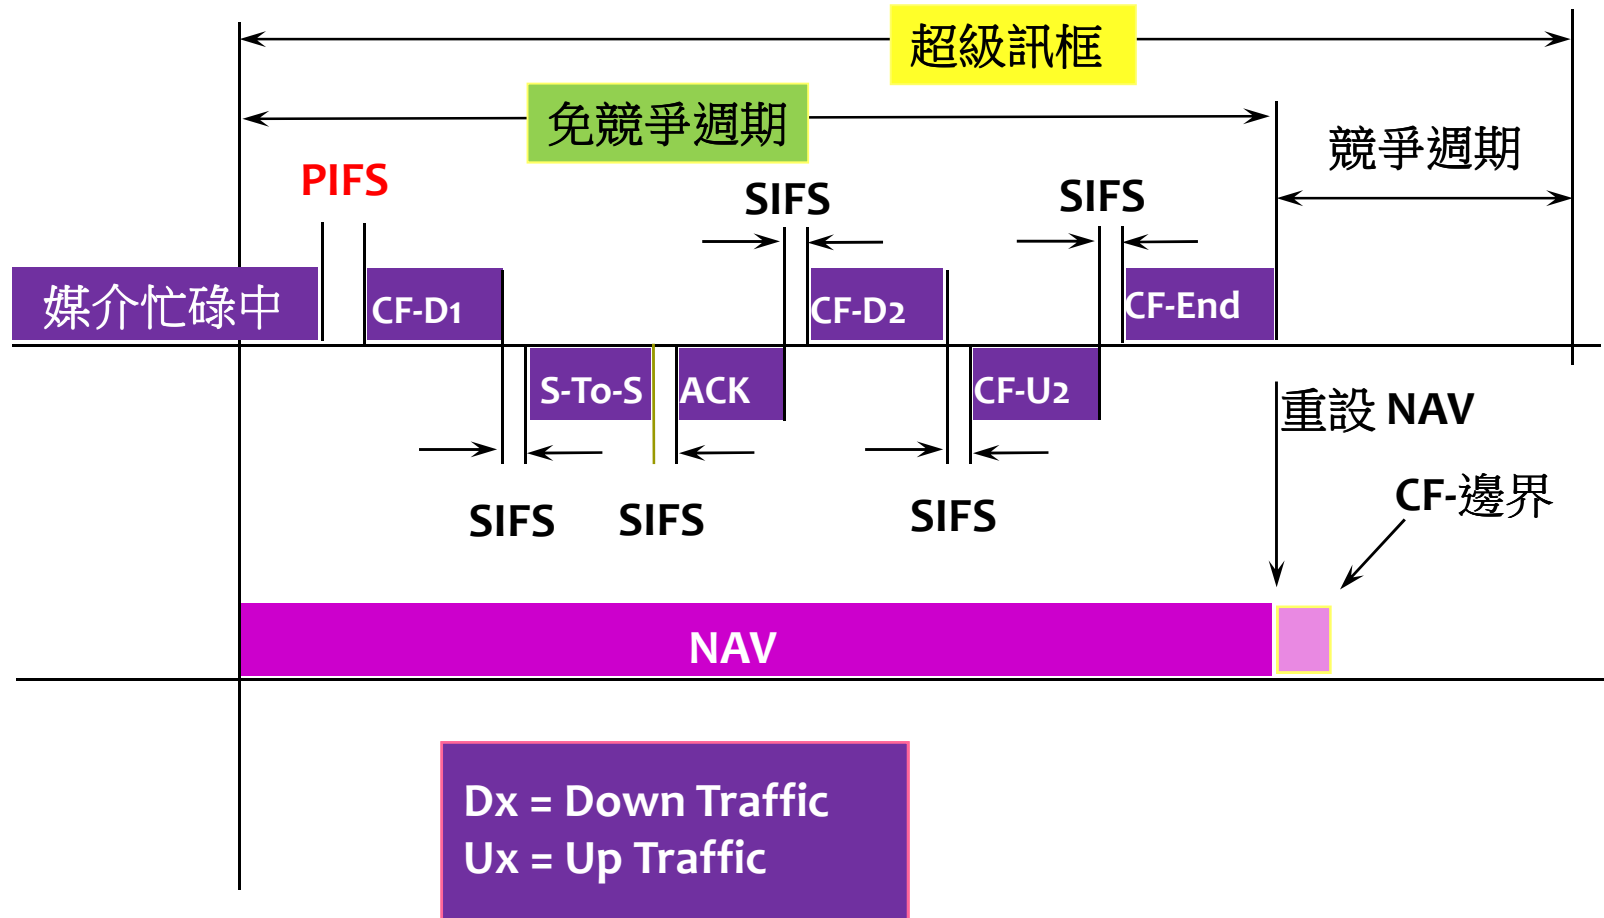 超級訊框
免競爭週期
競爭週期
PIFS
SIFS
SIFS
媒介忙碌中
CF-D1
CF-D2
CF-End
S-To-S
ACK
CF-U2
重設 NAV
SIFS
SIFS
SIFS
CF-邊界
NAV
Dx = Down Traffic
Ux = Up Traffic